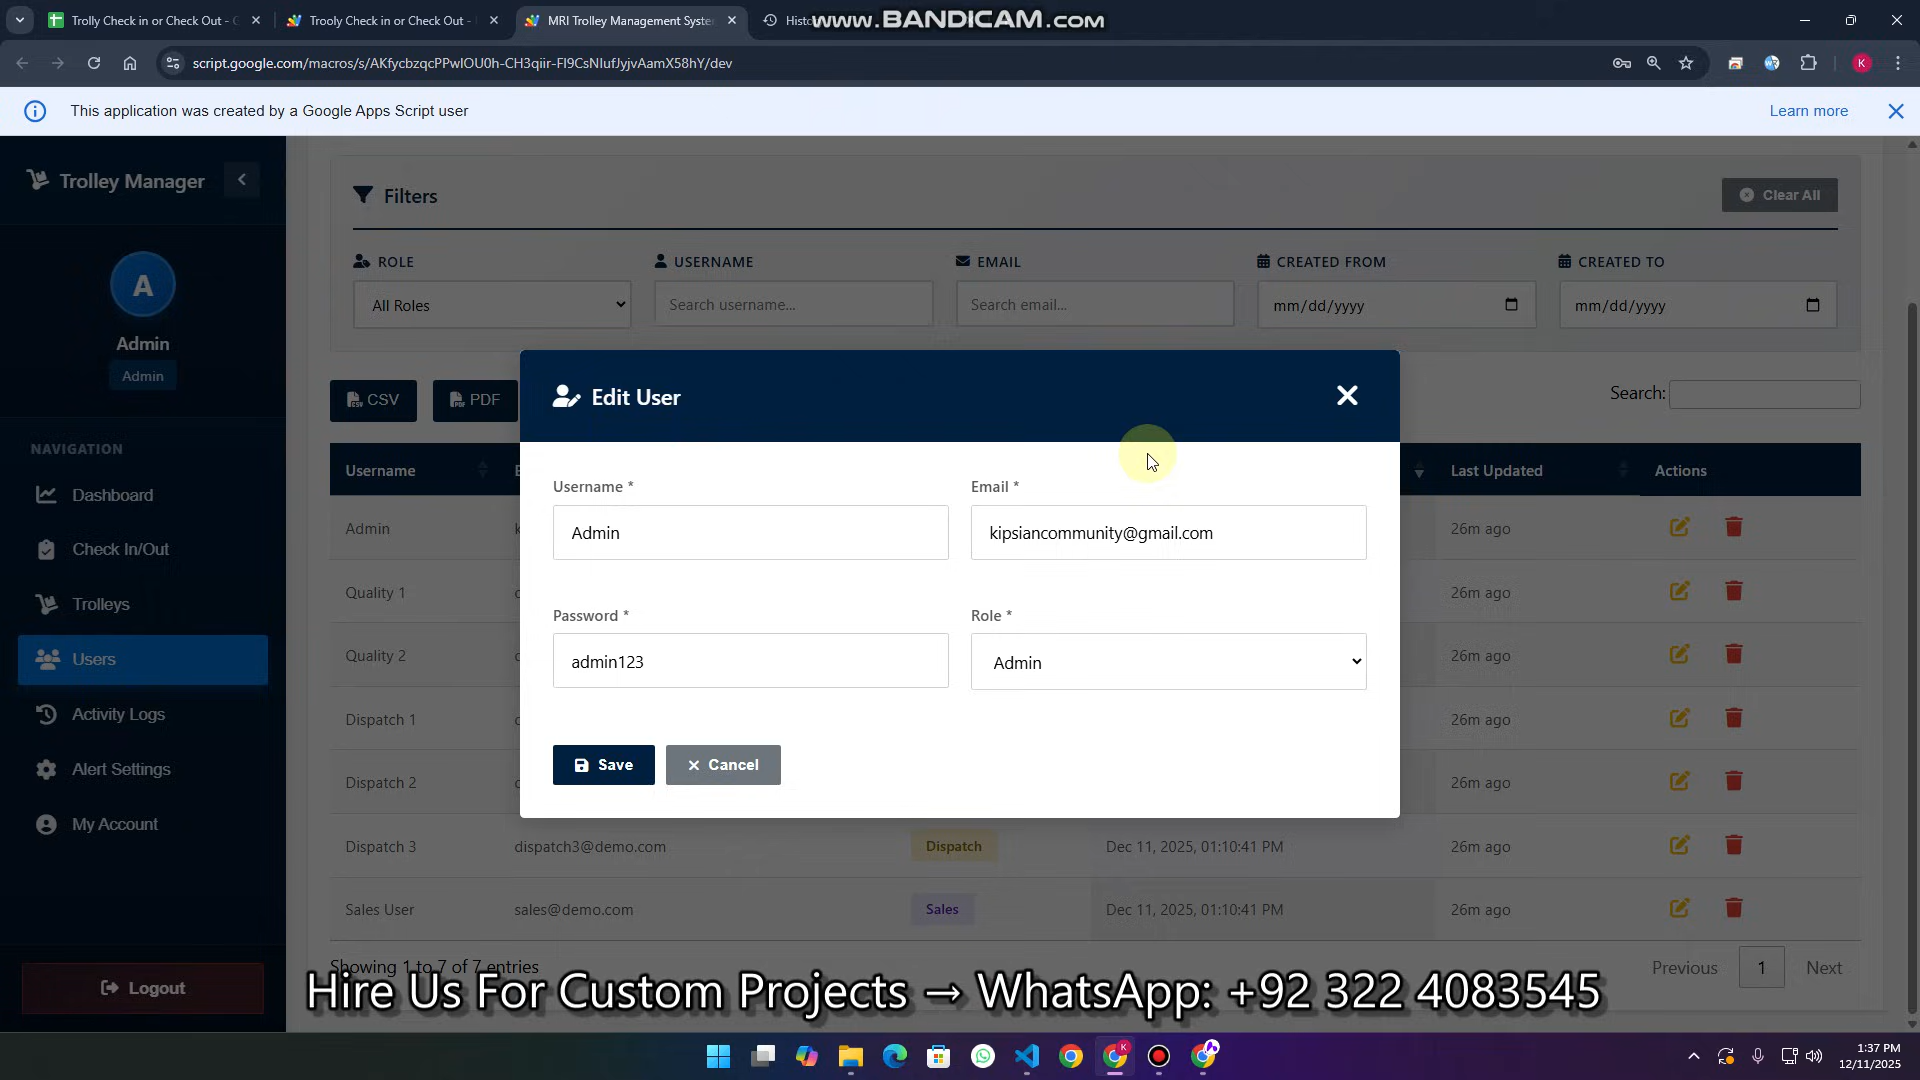 Trolly Check in or Check Out - G
Trooly Check in or Check Out -
MRI Trolley Management Syste
Histo
www.BANDICAM.com
script.google.com/macros/s/AKfycbzqcPPwIOU0h-CH3qiir-FI9CsNIufJyjvAamX58hY/dev
K
This application was created by a Google Apps Script user
Learn more
Trolley Manager
A
Admin
Admin
NAVIGATION
Dashboard
Check In/Out
Trolleys
Users
Activity Logs
Alert Settings
My Account
Logout
Filters
Clear All
ROLE
USERNAME
EMAIL
CREATED FROM
CREATED TO
All Roles
Search username...
Search email...
mm/dd/yyyy
mm/dd/yyyy
CSV
PDF
Search:
Username
E
Last Updated
Actions
Admin
26m ago
Quality 1
26m ago
Quality 2
26m ago
Dispatch 1
26m ago
Dispatch 2
26m ago
Dispatch 3
dispatch3@demo.com
Dispatch
Dec 11, 2025, 01:10:41 PM
26m ago
Sales User
sales@demo.com
Sales
Dec 11, 2025, 01:10:41 PM
26m ago
Showing 1 to 7 of 7 entries
Previous
1
Next
Edit User
Username *
Email *
Admin
kipsiancommunity@gmail.com
Password *
Role *
admin123
Admin
Save
Cancel
Hire Us For Custom Projects → WhatsApp: +92 322 4083545
1:37 PM
12/11/2025